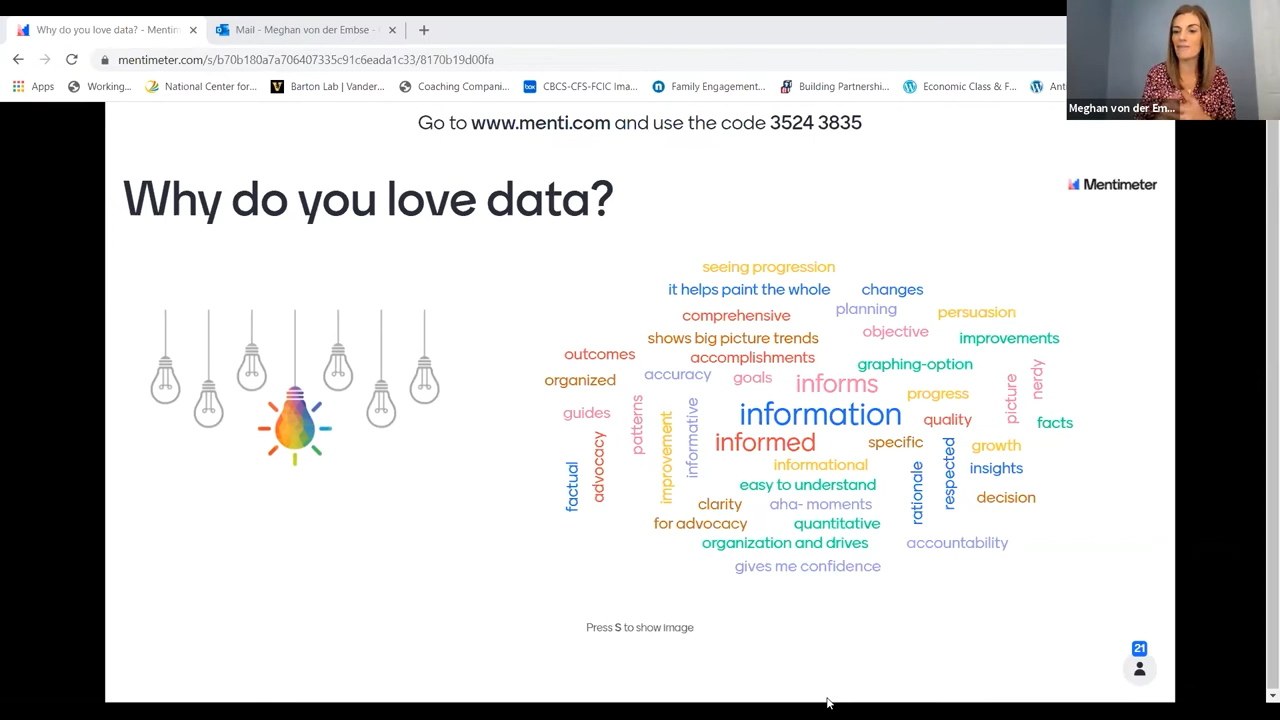 Why do you love data? - Mentim
Mail - Meghan von der Embse -
mentimeter.com/s/b70b180a7a706407335c91c6eada1c33/8170b19d00fa
Apps
Working...
National Center for...
Barton Lab | Vander...
Coaching Compani...
box
CBCS-CFS-FCIC Ima...
Family Engagement...
Building Partnershi...
Economic Class & F...
Ant
Meghan von der Em...
Go to www.menti.com and use the code 3524 3835
Why do you love data?
Mentimeter
seeing progression
it helps paint the whole
changes
planning
comprehensive
persuasion
shows big picture trends
objective
improvements
outcomes
accomplishments
graphing-option
organized
accuracy
goals
informs
progress
picture
nerdy
guides
patterns
improvement
informative
information
quality
facts
factual
advocacy
informed
specific
growth
informational
rationale
respected
insights
easy to understand
clarity
aha- moments
decision
for advocacy
quantitative
organization and drives
accountability
gives me confidence
Press S to show image
21